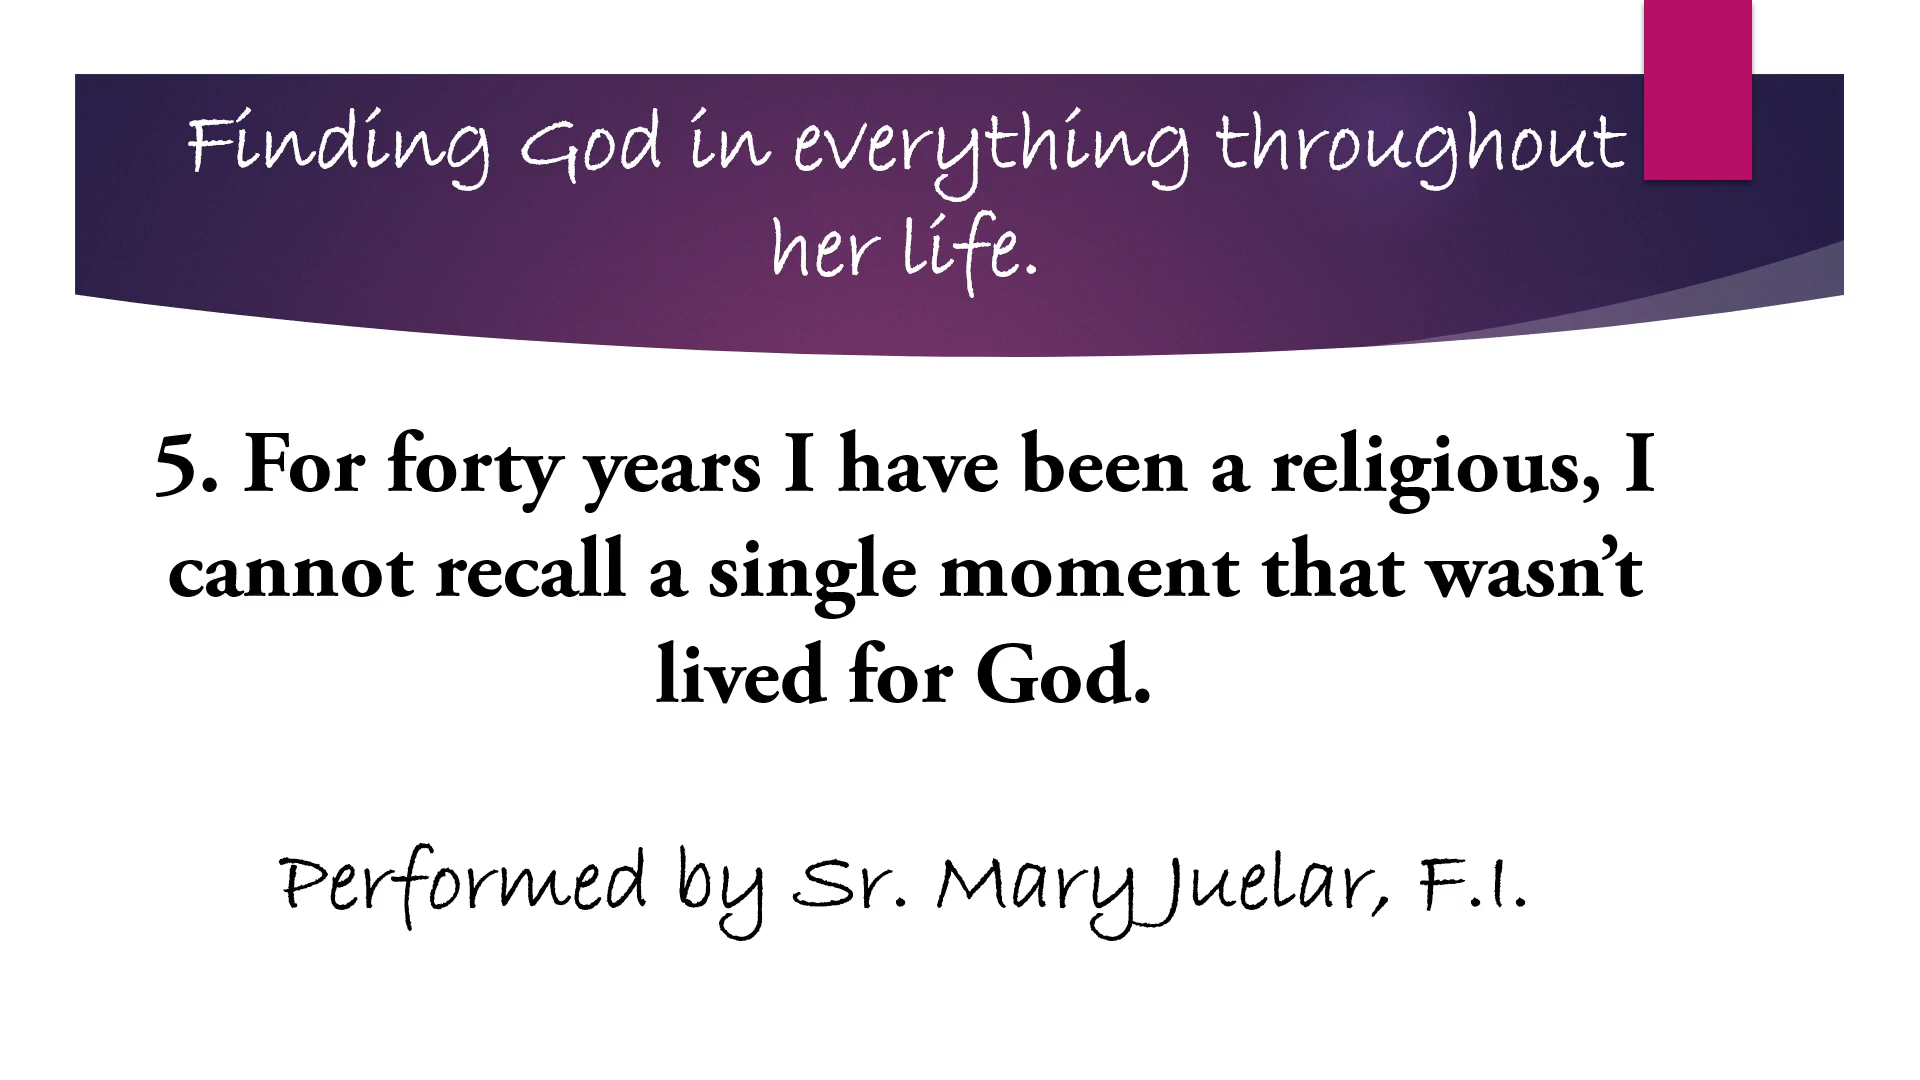 Finding God in everything throughout
her life.
5. For forty years I have been a religious, I
cannot recall a single moment that wasn’t
lived for God.
Performed by Sr. Mary Juelar, F.I.